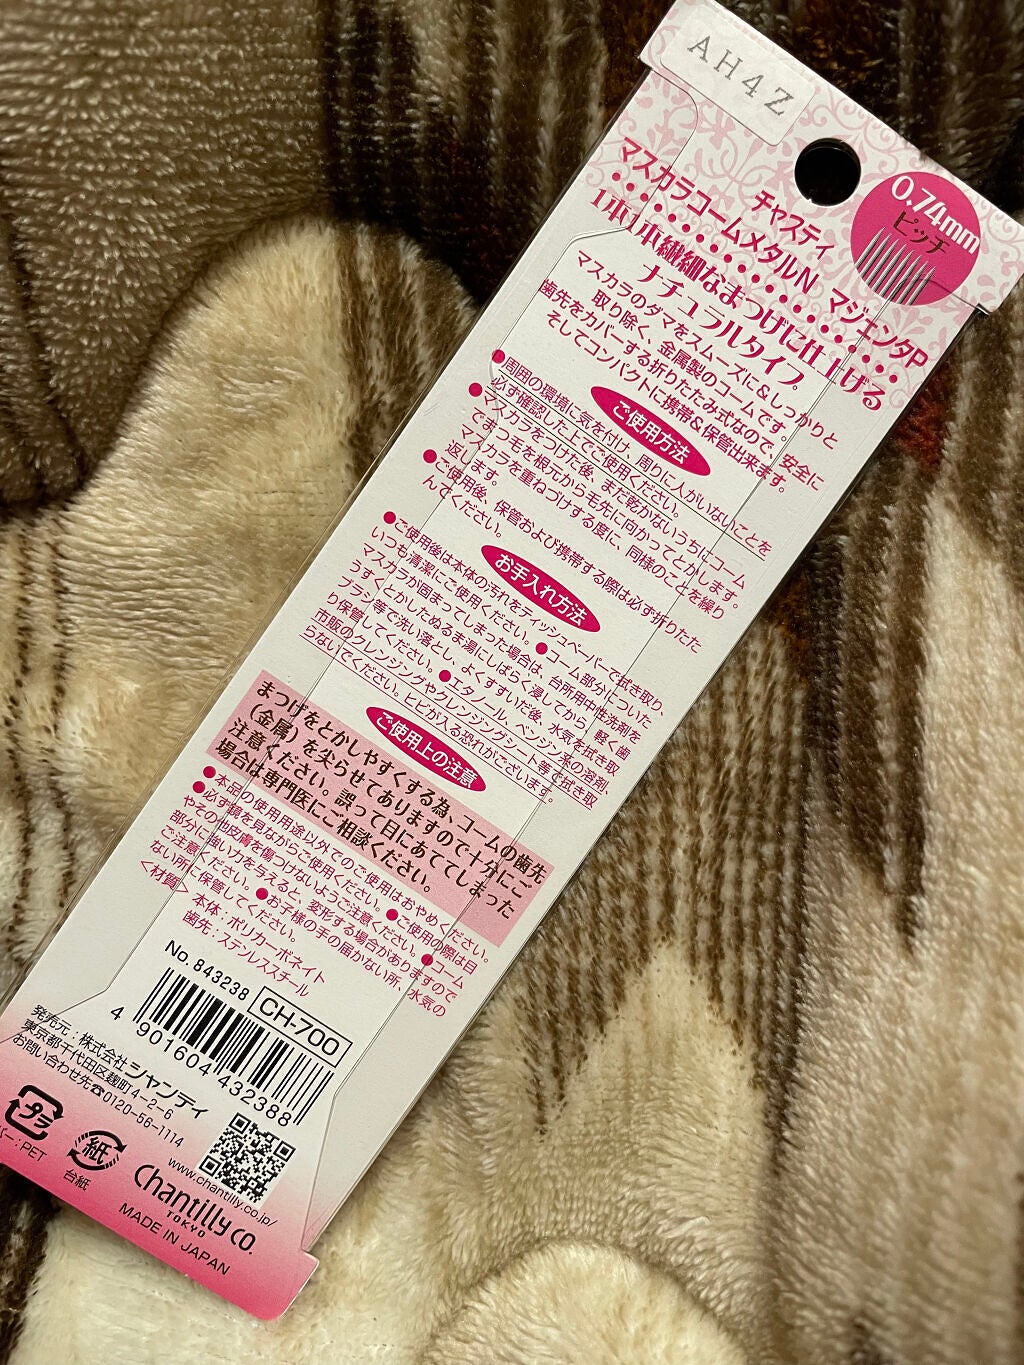 AH4Z
0.74mm
ピッチ
チャスティ
マスカラコームメタルN マジェンタP
1本1本繊細なまつげに仕上げる
ナチュラルタイプ
マスカラのダマをスムーズに&しっかりと
取り除く、金属製のコームです。
歯先をカバーする折りたたみ式なので、安全に
そしてコンパクトに携帯&保管出来ます。
ご使用方法
●周囲の環境に気を付け、周りに人がいないことを
必ず確認した上でご使用ください。
●マスカラをつけた後、まだ乾かないうちにコーム
でまつ毛を根元から毛先に向かってとかします。
マスカラを重ねづけする度に、同様のことを繰り
返します。
●ご使用後、保管および携帯する際は必ず折りたた
んでください。
お手入れ方法
●ご使用後は本体の汚れをティッシュペーパーで拭き取り、
いつも清潔にご使用ください。●コーム部分についた
マスカラが固まってしまった場合は、台所用中性洗剤を
うすくとかしたぬるま湯にしばらく浸してから、軽く歯
ブラシ等で洗い落とし、よくすすいだ後、水気を拭き取
り保管してください。●エタノール、ベンジン系の溶剤、
市販のクレンジングやクレンジングシート等で拭き取
らないでください。ヒビが入る恐れがございます。
ご使用上の注意
まつげをとかしやすくする為、コームの歯先
(金属)を尖らせてありますので十分にご
注意ください。誤って目にあててしまった
場合は専門医にご相談ください。
●本品の使用用途以外でのご使用はおやめください。
●必ず鏡を見ながらご使用ください。●ご使用の際は目
やその他皮膚を傷つけないようご注意ください。●コーム
部分に強い力を与えると、変形する場合がありますので
ご注意ください。●お子様の手の届かない所、水気の
ない所に保管してください。
<材質>
本体:ポリカーボネイト
歯先:ステンレススチール
No. 843238
CH-700
4 901604 432388
発売元:株式会社シャンティ
東京都千代田区麹町4-2-6
お問い合わせ先☎0120-56-1114
プラ
バー:PET
紙
台紙
www.chantilly.co.jp/
Chantilly CO.
TOKYO
MADE IN JAPAN